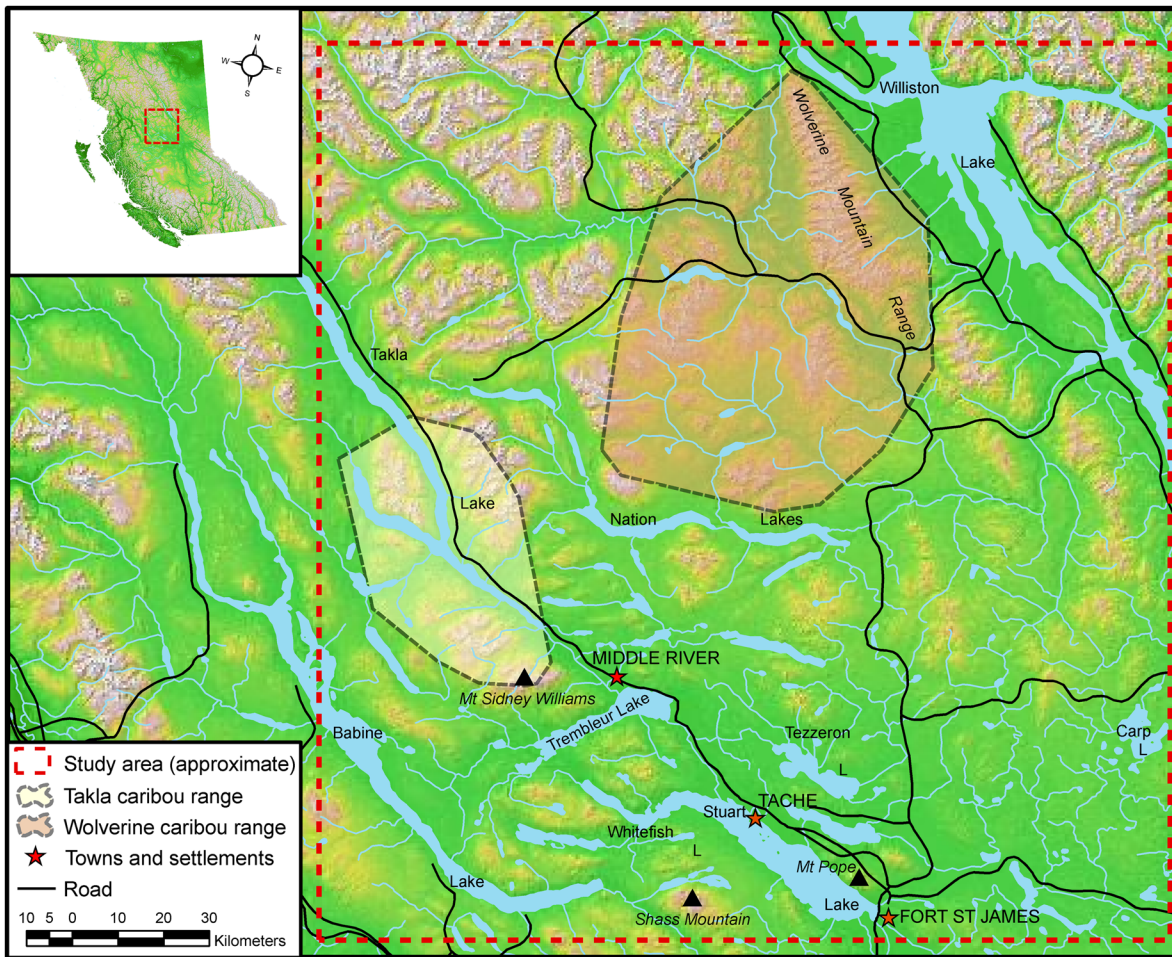 N
W
E
S
Williston
Lake
Wolverine
Mountain
Range
Takla
Lake
Nation
Lakes
MIDDLE RIVER
Mt Sidney Williams
Trembleur Lake
Babine
Lake
Tezzeron
L
Carp
L
TACHE
Stuart
Whitefish
L
Mt Pope
Lake
Shass Mountain
FORT ST JAMES
Study area (approximate)
Takla caribou range
Wolverine caribou range
Towns and settlements
Road
10 5 0 10 20 30
Kilometers